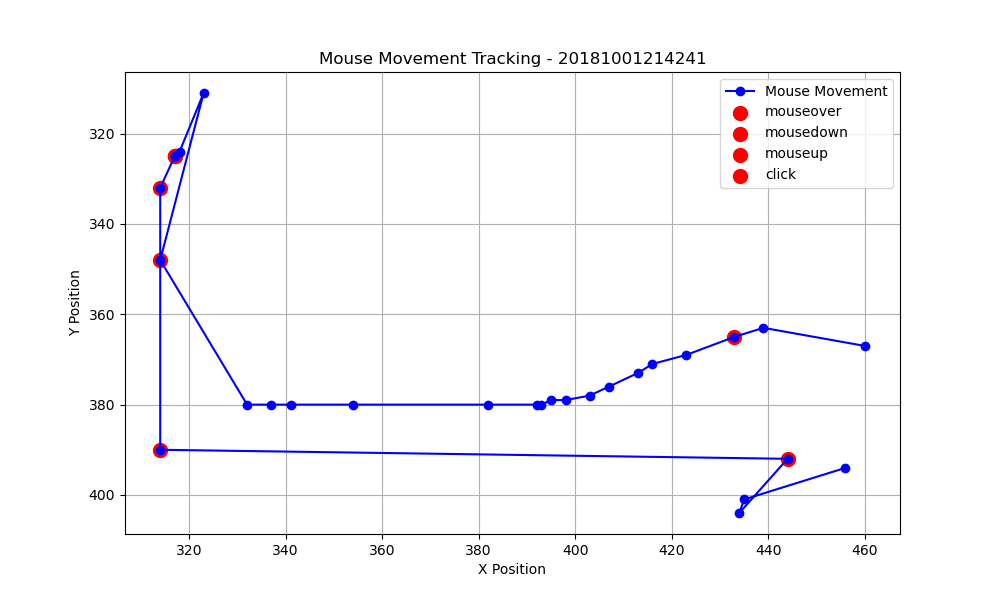 Mouse Movement Tracking - 20181001214241
Mouse Movement
mouseover
mousedown
mouseup
click
Y Position
320
340
360
380
400
320 340 360 380 400 420 440 460
X Position